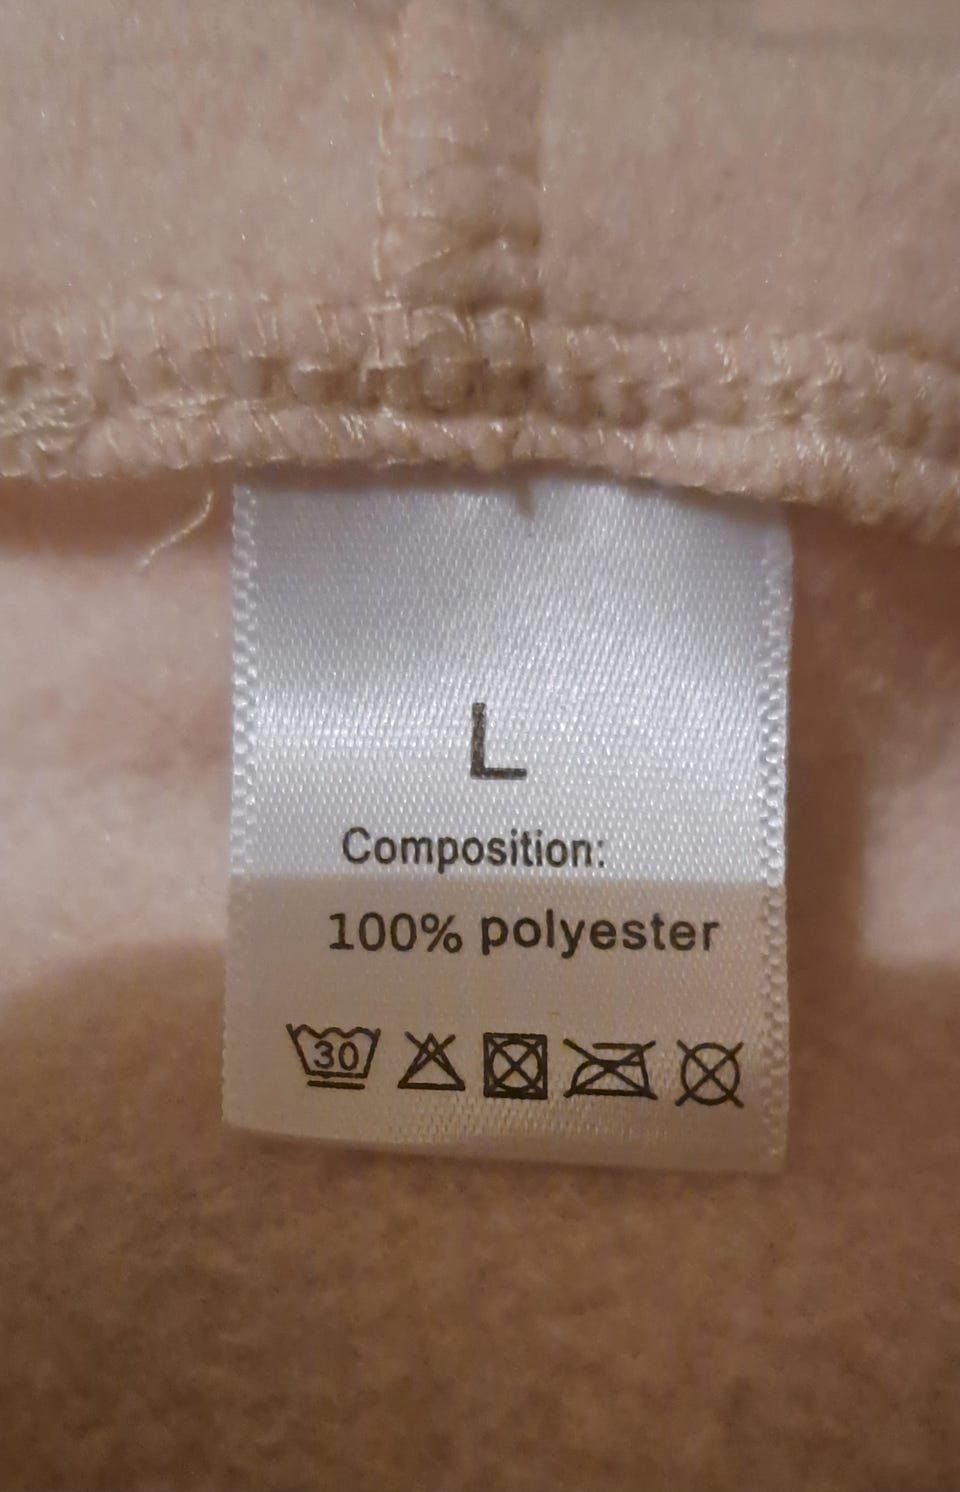 L
Composition:
100% polyester
30